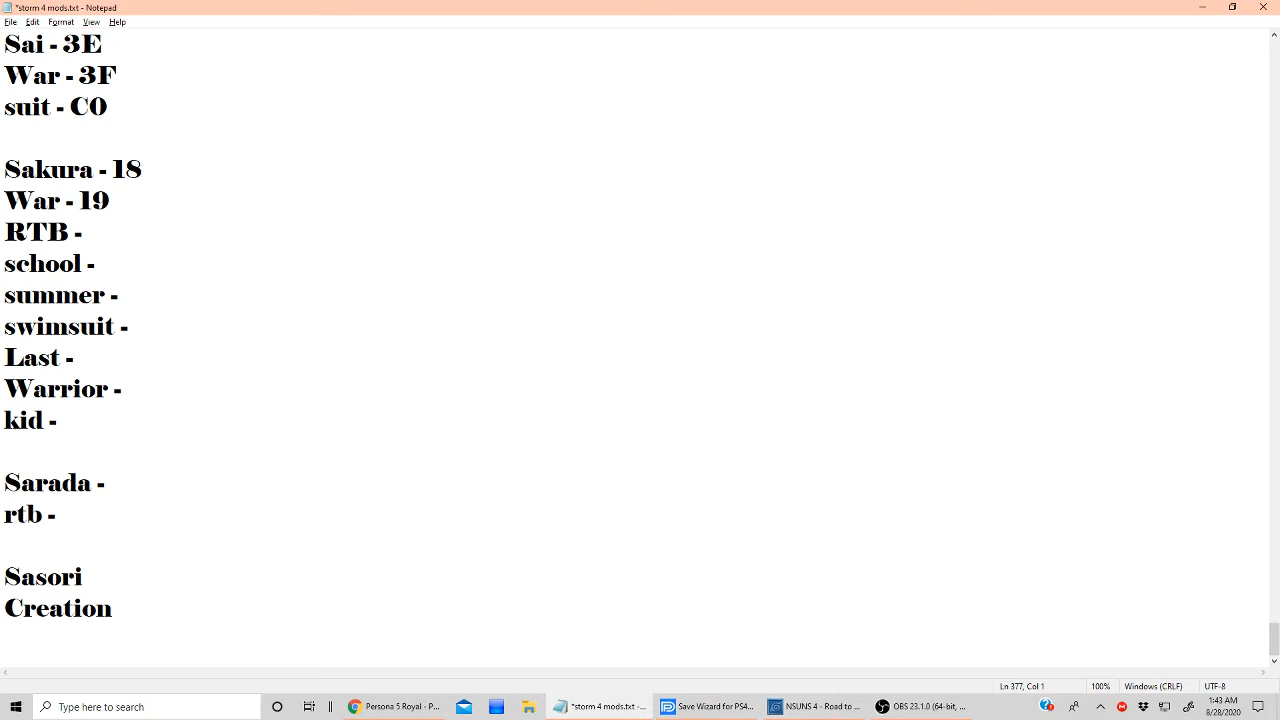 *storm 4 mods.txt - Notepad
File Edit Format View Help
Sai - 3E
War - 3F
suit - C0
Sakura - 18
War - 19
RTB -
school -
summer -
swimsuit -
Last -
Warrior -
kid -
Sarada -
rtb -
Sasori
Creation
Ln 377, Col 1 100% Windows (CRLF) UTF-8
Type here to search
Persona 5 Royal - P...
*storm 4 mods.txt -...
Save Wizard for PS4...
NSUNS 4 - Road to ...
OBS 23.1.0 (64-bit, ...
1:43 AM
8/28/2020